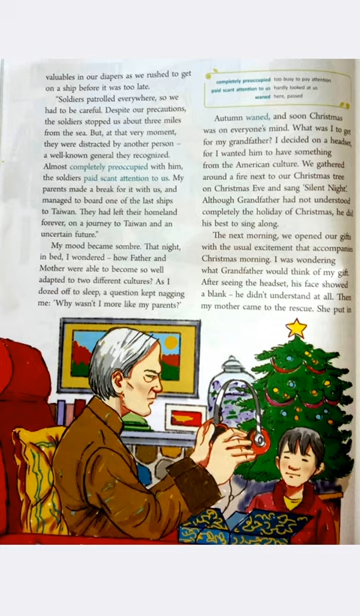 valuables in our diapers as we rushed to get
on a ship before it was too late.
"Soldiers patrolled everywhere, so we
had to be careful. Despite our precautions,
the soldiers stopped us about three miles
from the sea. But, at that very moment,
they were distracted by another person –
a well-known general they recognized.
Almost completely preoccupied with him,
the soldiers paid scant attention to us. My
parents made a break for it with us, and
managed to board one of the last ships
to Taiwan. They had left their homeland
forever, on a journey to Taiwan and an
uncertain future."
My mood became sombre. That night,
in bed, I wondered – how Father and
Mother were able to become so well
adapted to two different cultures? As I
dozed off to sleep, a question kept nagging
me: 'Why wasn't I more like my parents?'
completely preoccupied too busy to pay attention
paid scant attention to us hardly looked at us
waned here, passed
Autumn waned, and soon Christmas
was on everyone's mind. What was I to get
for my grandfather? I decided on a headset,
for I wanted him to have something
from the American culture. We gathered
around a fire next to our Christmas tree
on Christmas Eve and sang 'Silent Night'.
Although Grandfather had not understood
completely the holiday of Christmas, he did
his best to sing along.
The next morning, we opened our gifts
with the usual excitement that accompanies
Christmas morning. I was wondering
what Grandfather would think of my gift.
After seeing the headset, his face showed
a blank – he didn't understand at all. Then
my mother came to the rescue. She put in